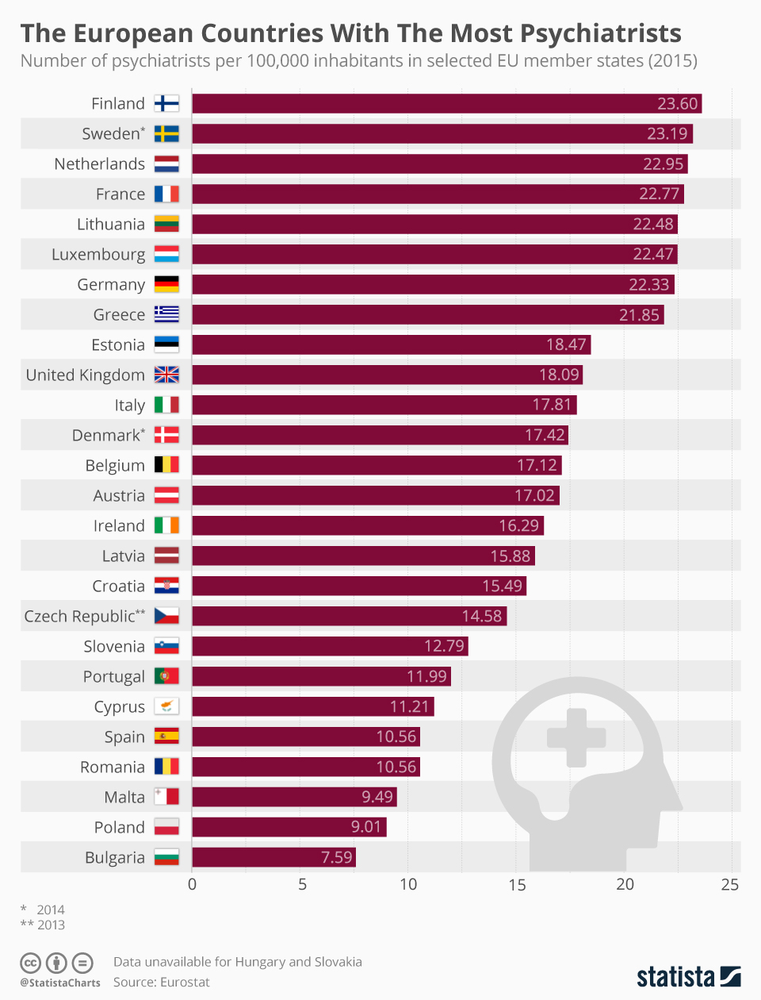 The European Countries With The Most Psychiatrists
Number of psychiatrists per 100,000 inhabitants in selected EU member states (2015)
Finland 23.60
Sweden* 23.19
Netherlands 22.95
France 22.77
Lithuania 22.48
Luxembourg 22.47
Germany 22.33
Greece 21.85
Estonia 18.47
United Kingdom 18.09
Italy 17.81
Denmark* 17.42
Belgium 17.12
Austria 17.02
Ireland 16.29
Latvia 15.88
Croatia 15.49
Czech Republic** 14.58
Slovenia 12.79
Portugal 11.99
Cyprus 11.21
Spain 10.56
Romania 10.56
Malta 9.49
Poland 9.01
Bulgaria 7.59
0 5 10 15 20 25
* 2014
** 2013
cc = Data unavailable for Hungary and Slovakia
@StatistaCharts Source: Eurostat
statista